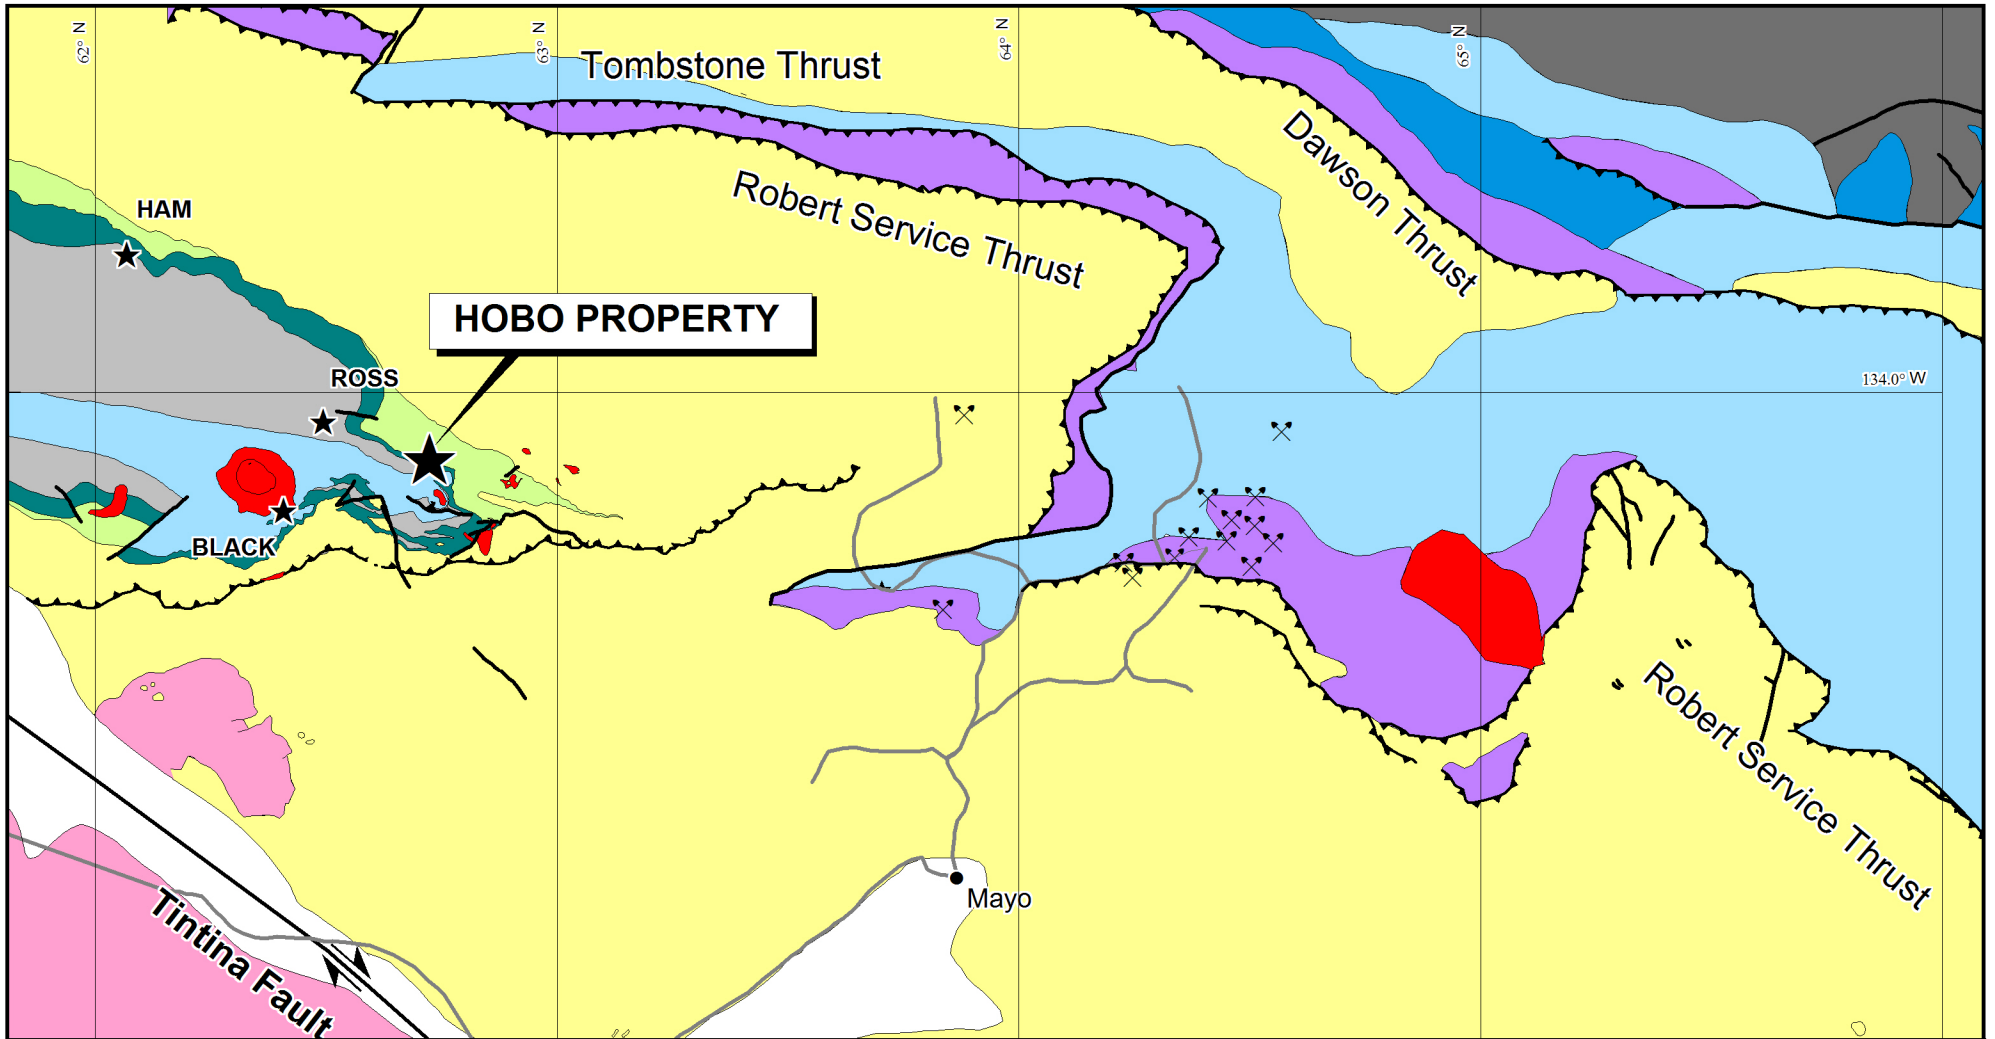 62° N
63° N
64° N
65° N
Tombstone Thrust
Dawson Thrust
Robert Service Thrust
HAM
HOBO PROPERTY
ROSS
134.0° W
BLACK
Robert Service Thrust
Mayo
Tintina Fault